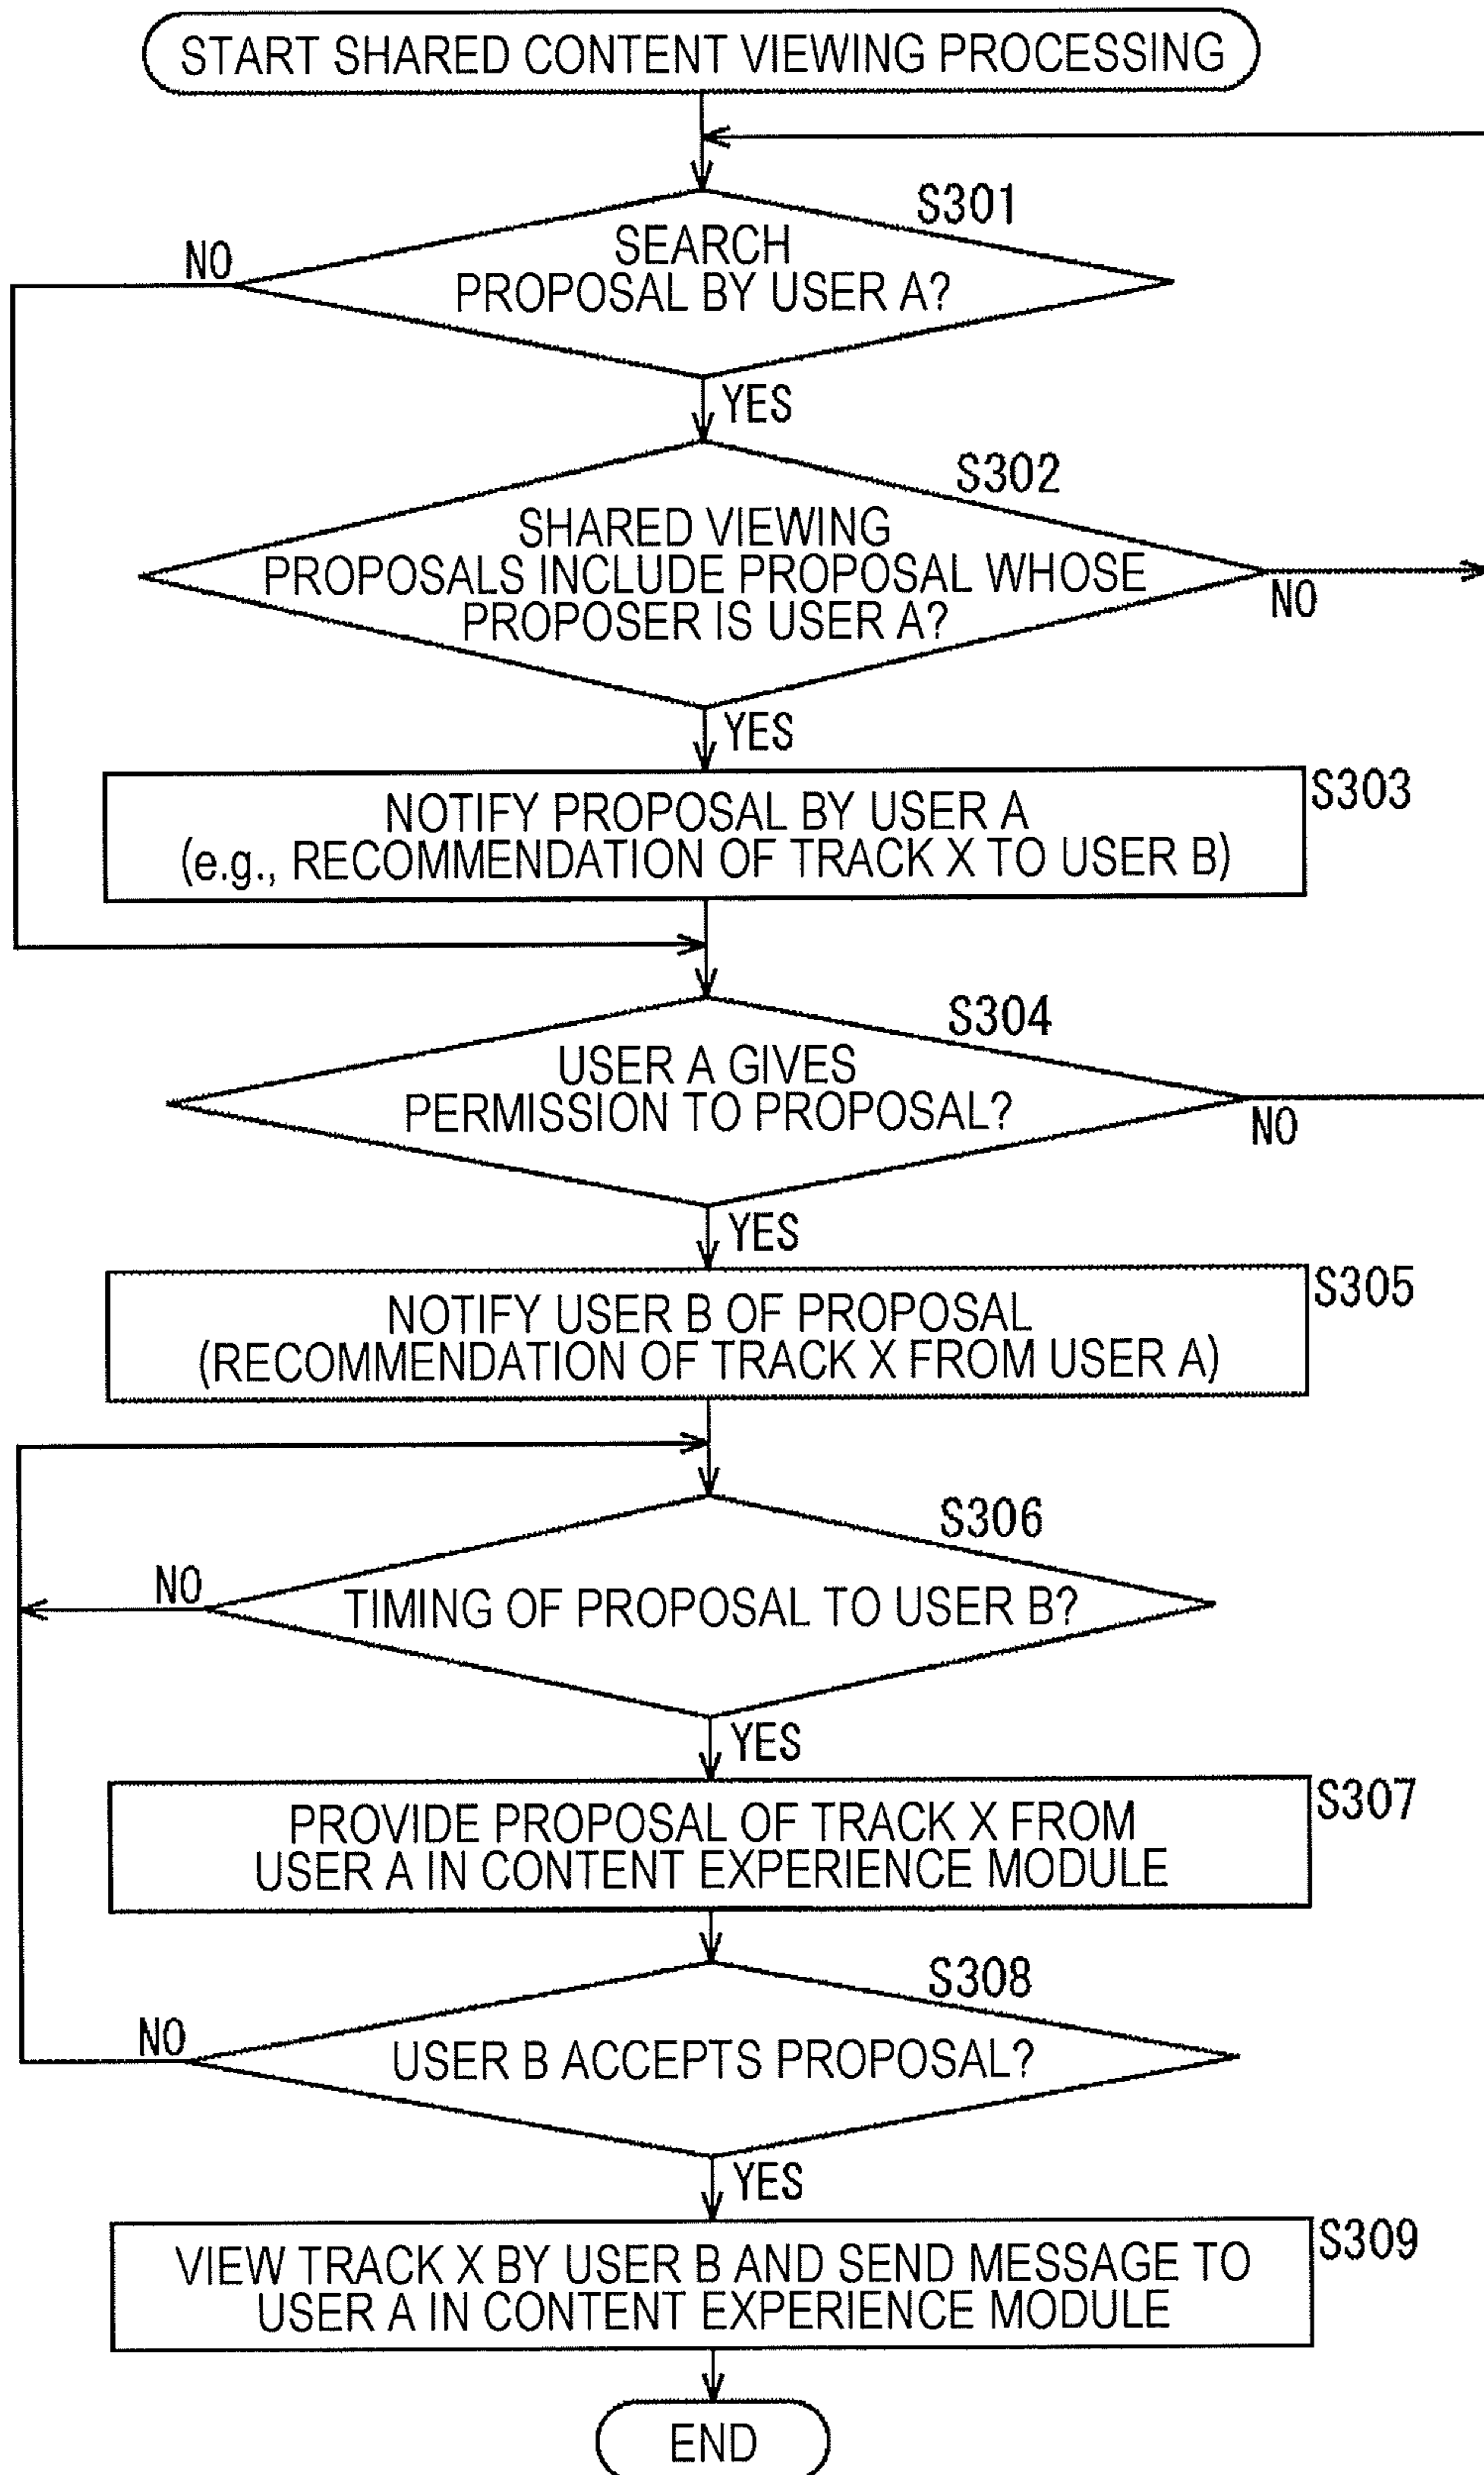 START SHARED CONTENT VIEWING PROCESSING
S301
NO
SEARCH
PROPOSAL BY USER A?
YES
S302
SHARED VIEWING
PROPOSALS INCLUDE PROPOSAL WHOSE
PROPOSER IS USER A?
NO
YES
S303
NOTIFY PROPOSAL BY USER A
(e.g., RECOMMENDATION OF TRACK X TO USER B)
S304
USER A GIVES
PERMISSION TO PROPOSAL?
NO
YES
S305
NOTIFY USER B OF PROPOSAL
(RECOMMENDATION OF TRACK X FROM USER A)
S306
NO
TIMING OF PROPOSAL TO USER B?
YES
S307
PROVIDE PROPOSAL OF TRACK X FROM
USER A IN CONTENT EXPERIENCE MODULE
S308
NO
USER B ACCEPTS PROPOSAL?
YES
S309
VIEW TRACK X BY USER B AND SEND MESSAGE TO
USER A IN CONTENT EXPERIENCE MODULE
END